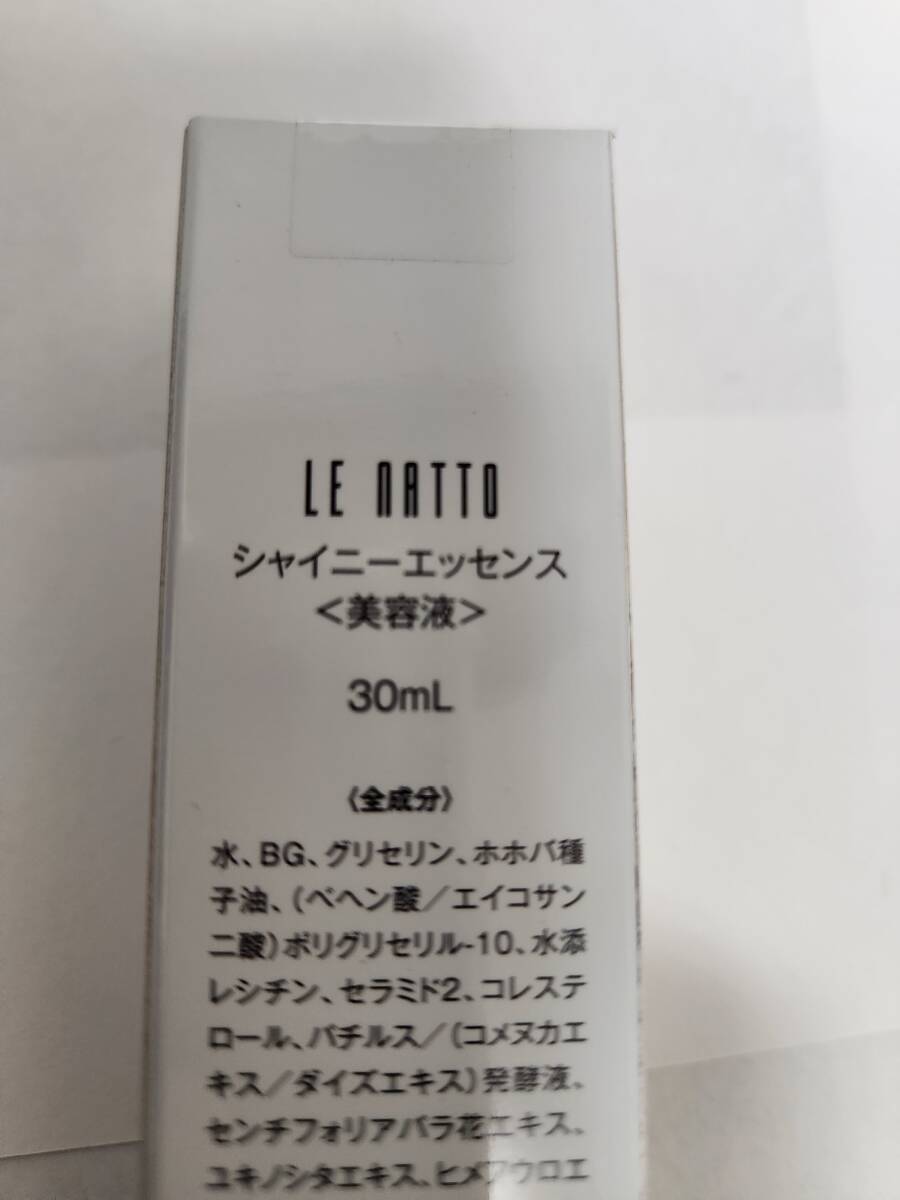 LE NATTO
シャイニーエッセンス
＜美容液＞
30mL
〈全成分〉
水、BG、グリセリン、ホホバ種
子油、(ベヘン酸／エイコサン
二酸)ポリグリセリル-10、水添
レシチン、セラミド2、コレステ
ロール、バチルス／(コメヌカエ
キス／ダイズエキス)発酵液、
センチフォリアバラ花エキス、
ユキノシタエキス、ヒメフウロエ